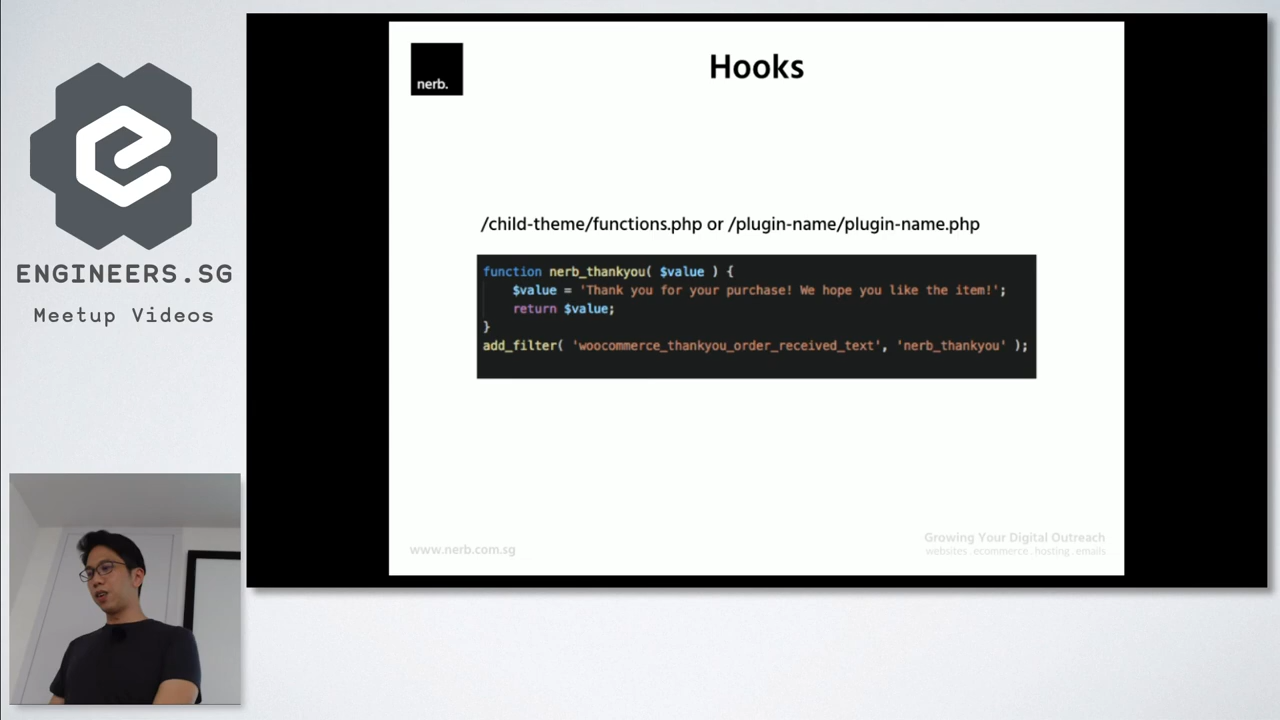 ENGINEERS.SG
Meetup Videos
nerb.
Hooks
/child-theme/functions.php or /plugin-name/plugin-name.php
function nerb_thankyou( $value ) {
    $value = 'Thank you for your purchase! We hope you like the item!';
    return $value;
}
add_filter( 'woocommerce_thankyou_order_received_text', 'nerb_thankyou' );
www.nerb.com.sg
Growing Your Digital Outreach
websites . ecommerce . hosting . emails